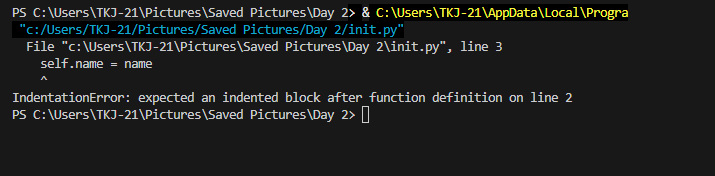 PS C:\Users\TKJ-21\Pictures\Saved Pictures\Day 2> & C:\Users\TKJ-21\AppData\Local\Progra
"c:/Users/TKJ-21/Pictures/Saved Pictures/Day 2/init.py"
File "c:\Users\TKJ-21\Pictures\Saved Pictures\Day 2\init.py", line 3
self.name = name
^
IndentationError: expected an indented block after function definition on line 2
PS C:\Users\TKJ-21\Pictures\Saved Pictures\Day 2>